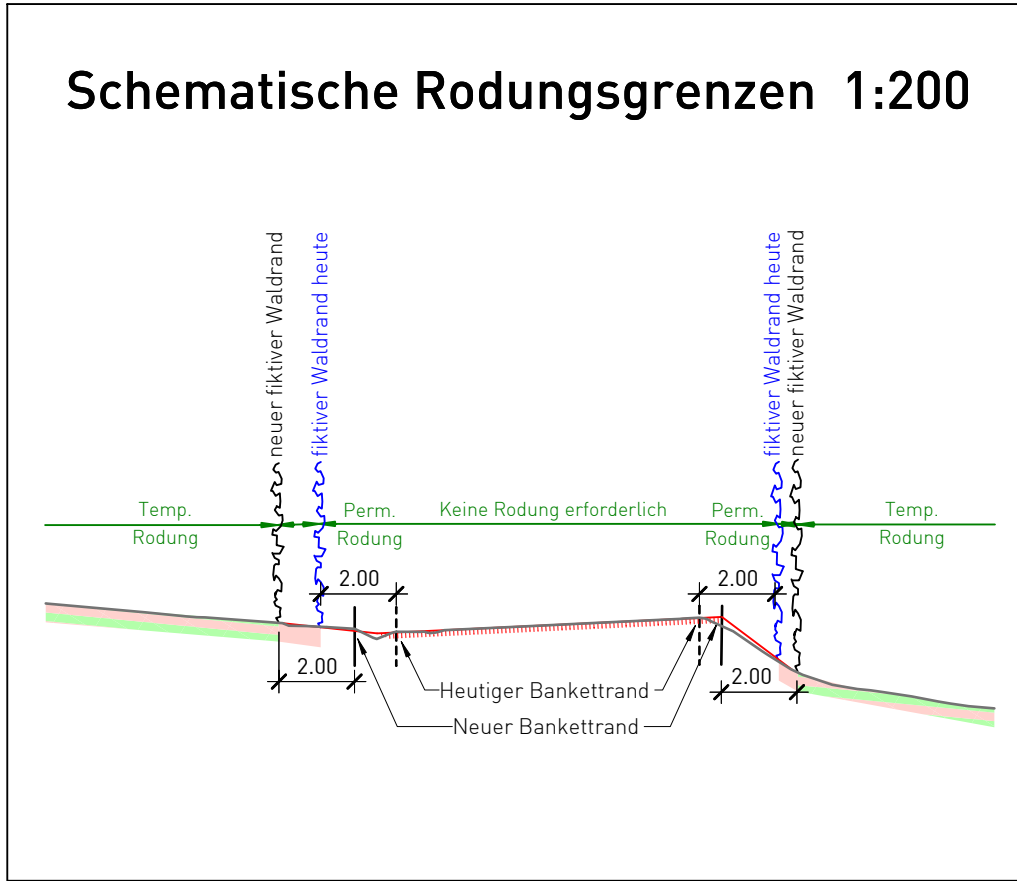 Schematische Rodungsgrenzen 1:200
neuer fiktiver Waldrand
fiktiver Waldrand heute
fiktiver Waldrand heute
neuer fiktiver Waldrand
Temp.
Rodung
Perm.
Rodung
Keine Rodung erforderlich
Perm.
Rodung
Temp.
Rodung
2.00
2.00
2.00
2.00
Heutiger Bankettrand
Neuer Bankettrand